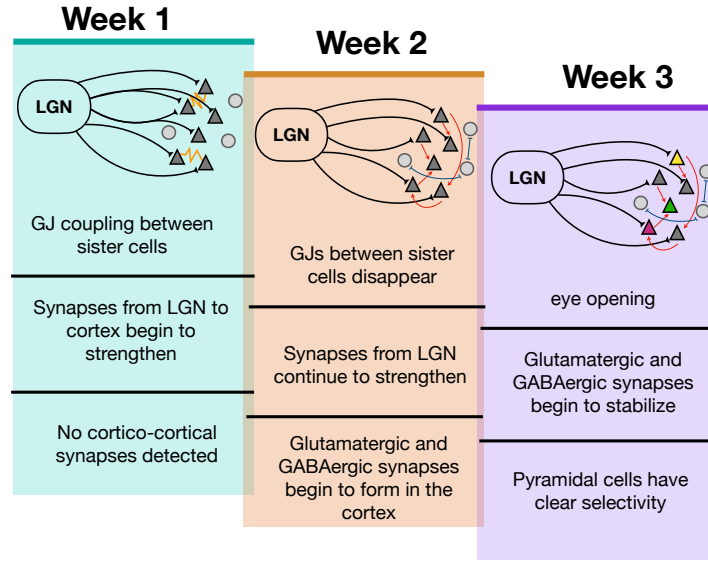 Week 1
LGN
GJ coupling between
sister cells
Synapses from LGN to
cortex begin to
strengthen
No cortico-cortical
synapses detected
Week 2
LGN
GJs between sister
cells disappear
Synapses from LGN
continue to strengthen
Glutamatergic and
GABAergic synapses
begin to form in the
cortex
Week 3
LGN
eye opening
Glutamatergic and
GABAergic synapses
begin to stabilize
Pyramidal cells have
clear selectivity